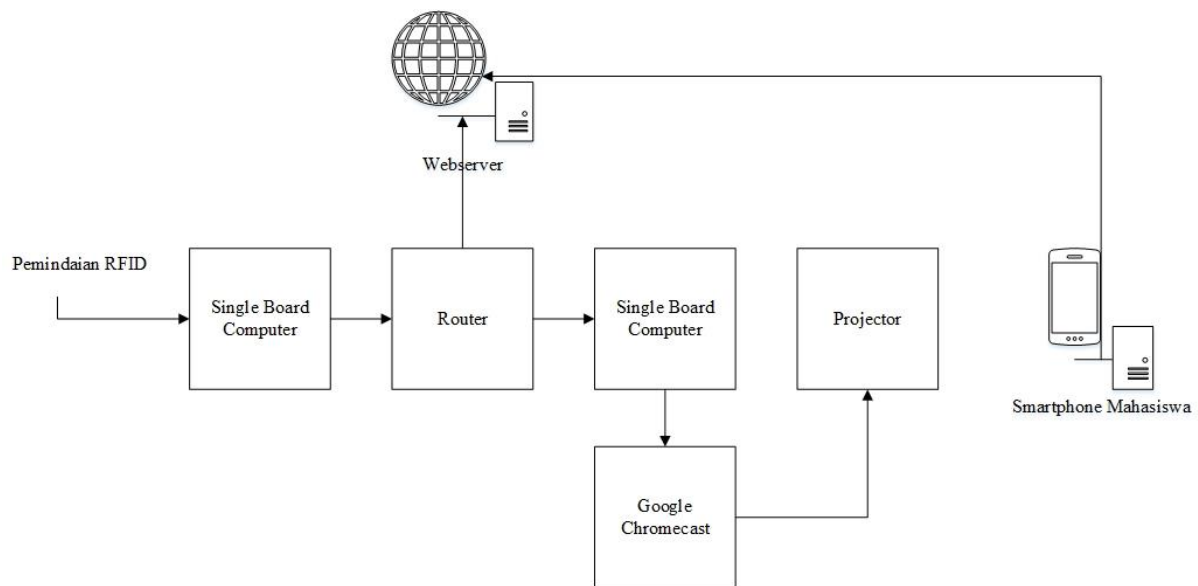 Webserver
Pemindaian RFID
Single Board
Computer
Router
Single Board
Computer
Projector
Smartphone Mahasiswa
Google
Chromecast